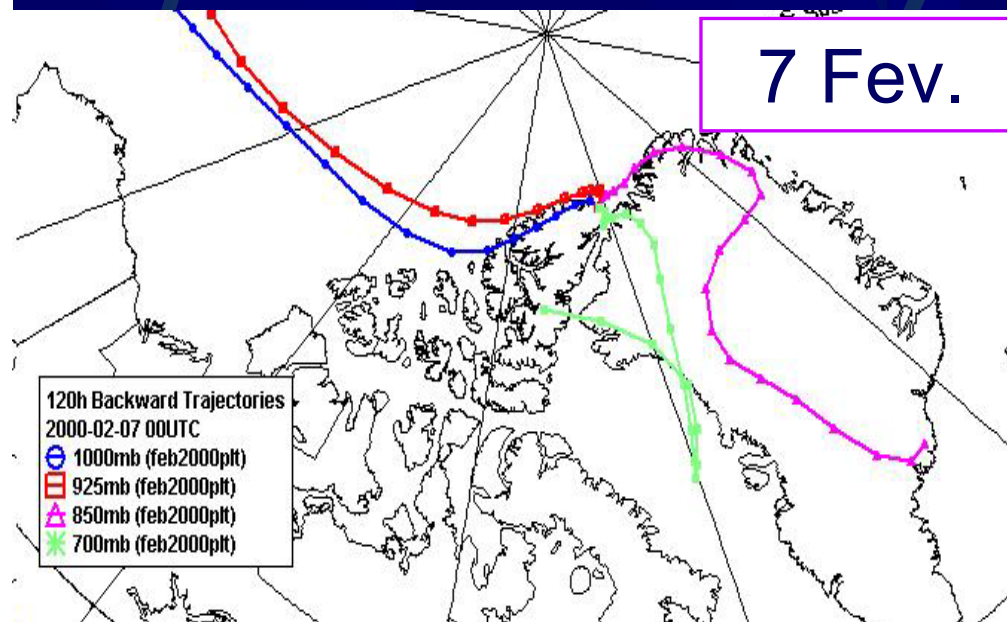 7 Fev.
120h Backward Trajectories
2000-02-07 00UTC
1000mb (feb2000plt)
925mb (feb2000plt)
850mb (feb2000plt)
700mb (feb2000plt)